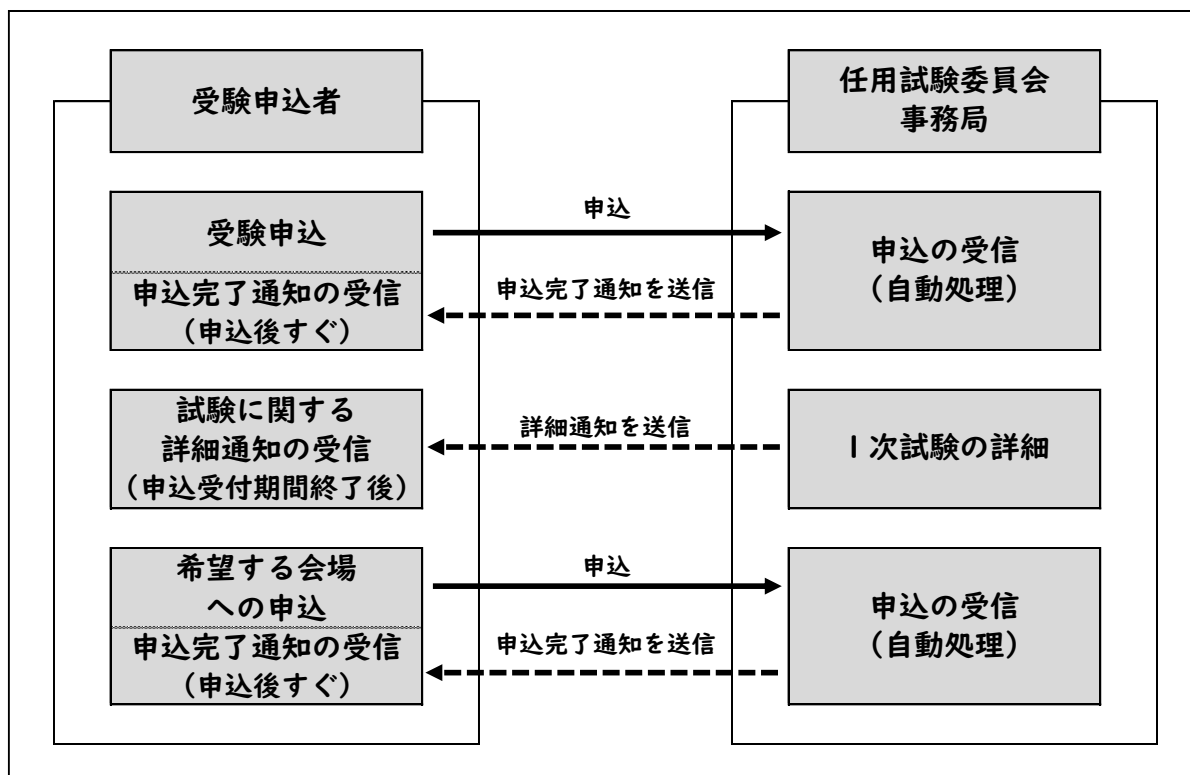 受験申込者
任用試験委員会
事務局
受験申込
申込
申込の受信
(自動処理)
申込完了通知の受信
(申込後すぐ)
申込完了通知を送信
試験に関する
詳細通知の受信
(申込受付期間終了後)
詳細通知を送信
1次試験の詳細
希望する会場
への申込
申込
申込の受信
(自動処理)
申込完了通知の受信
(申込後すぐ)
申込完了通知を送信